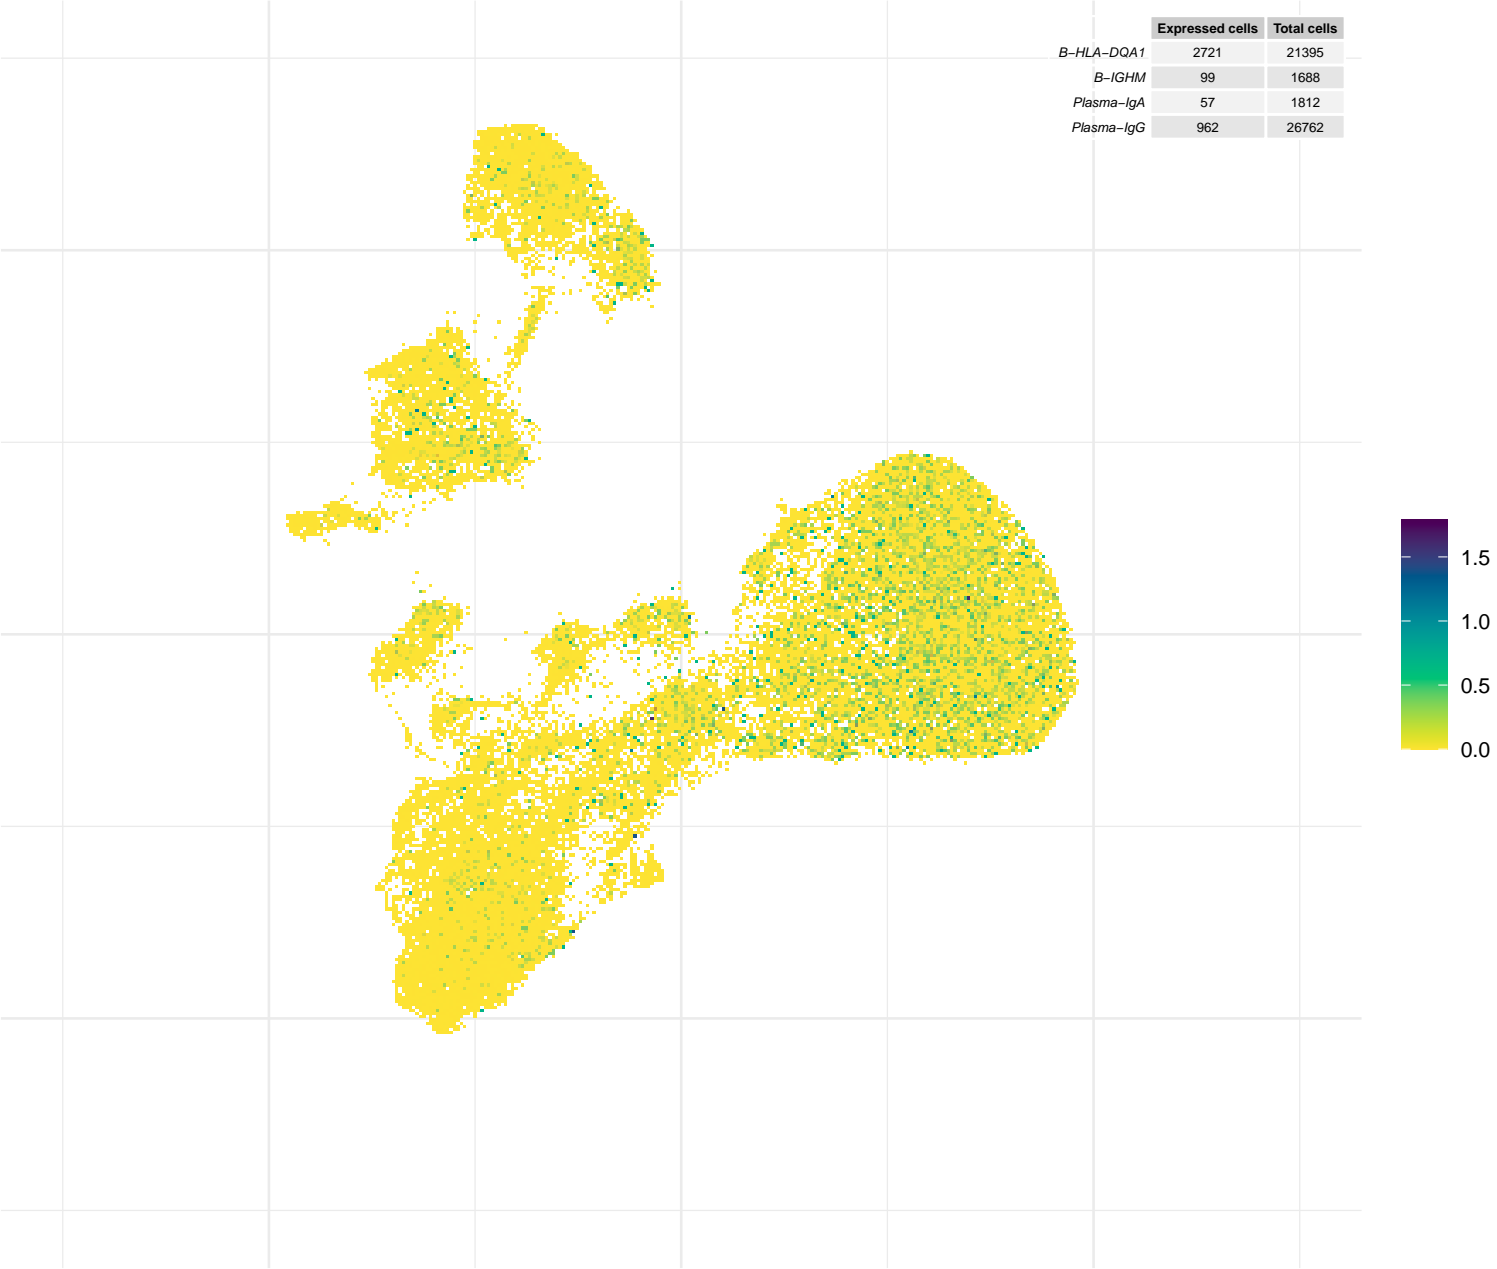 Expressed cells Total cells
B−HLA−DQA1 2721 21395
B−IGHM 99 1688
Plasma−IgA 57 1812
Plasma−IgG 962 26762
1.5
1.0
0.5
0.0